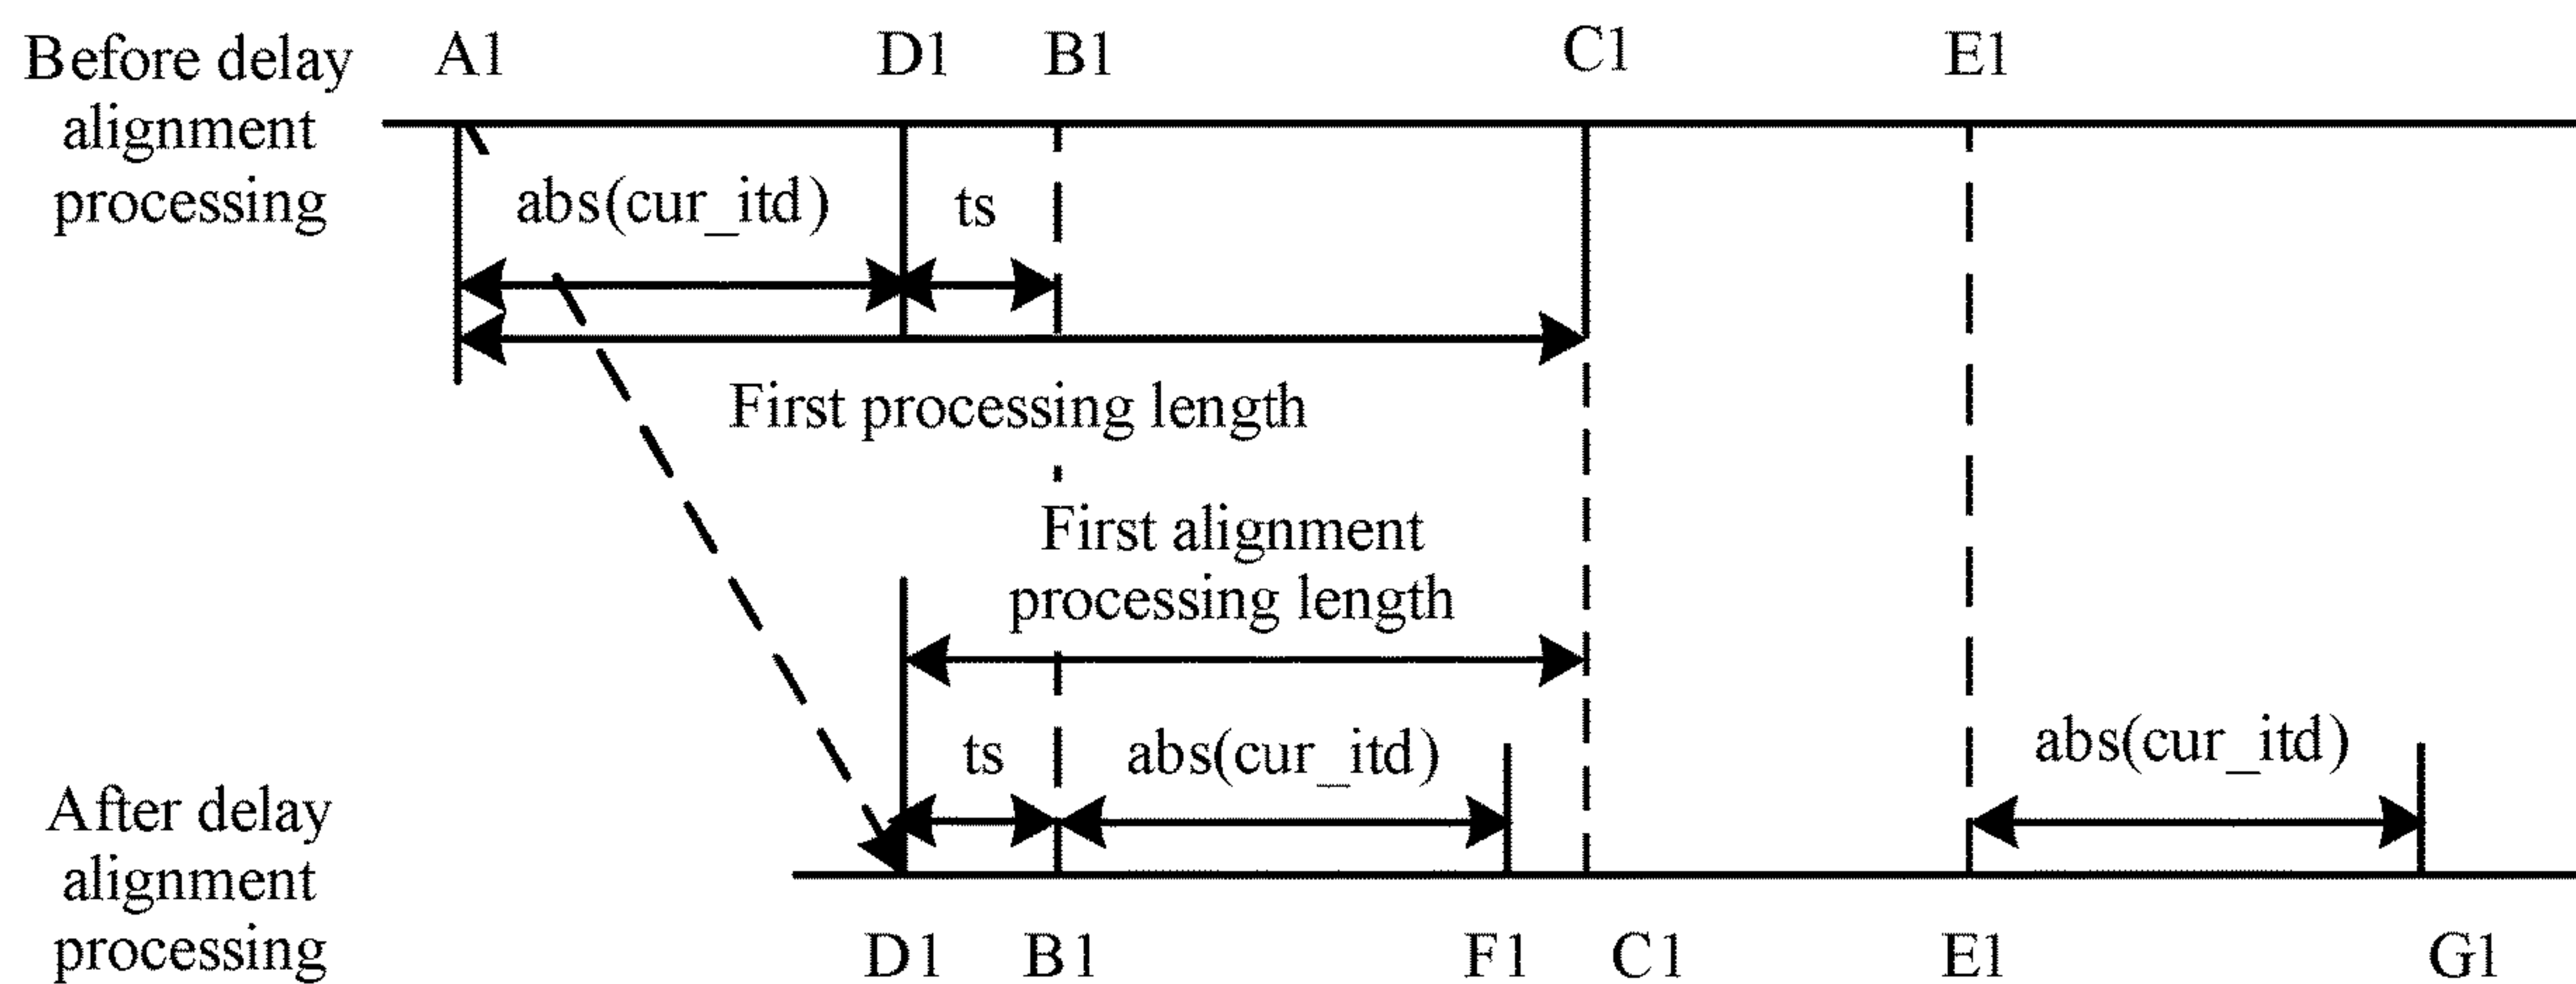 Before delay
alignment
processing
A1
D1
B1
C1
E1
abs(cur_itd)
ts
First processing length
First alignment
processing length
ts
abs(cur_itd)
abs(cur_itd)
After delay
alignment
processing
D1
B1
F1
C1
E1
G1